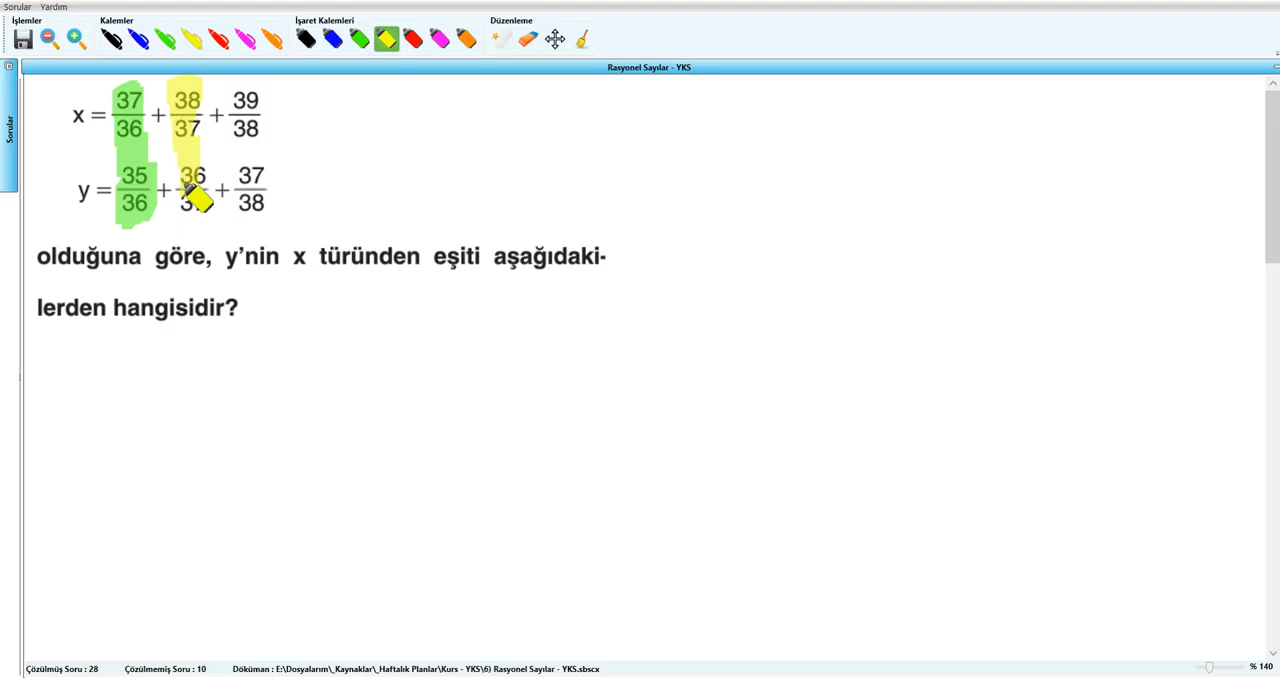 Sorular Yardım
İşlemler Kalemler İşaret Kalemleri Düzenleme
Rasyonel Sayılar - YKS
Sorular
x = 37/36 + 38/37 + 39/38
y = 35/36 + 36/ + 37/38
olduğuna göre, y'nin x türünden eşiti aşağıdaki-
lerden hangisidir?
Çözülmüş Soru : 28 Çözülmemiş Soru : 10 Döküman : E:\Dosyalarım\_Kaynaklar\_Haftalık Planlar\Kurs - YKS\6) Rasyonel Sayılar - YKS.sbscx % 140